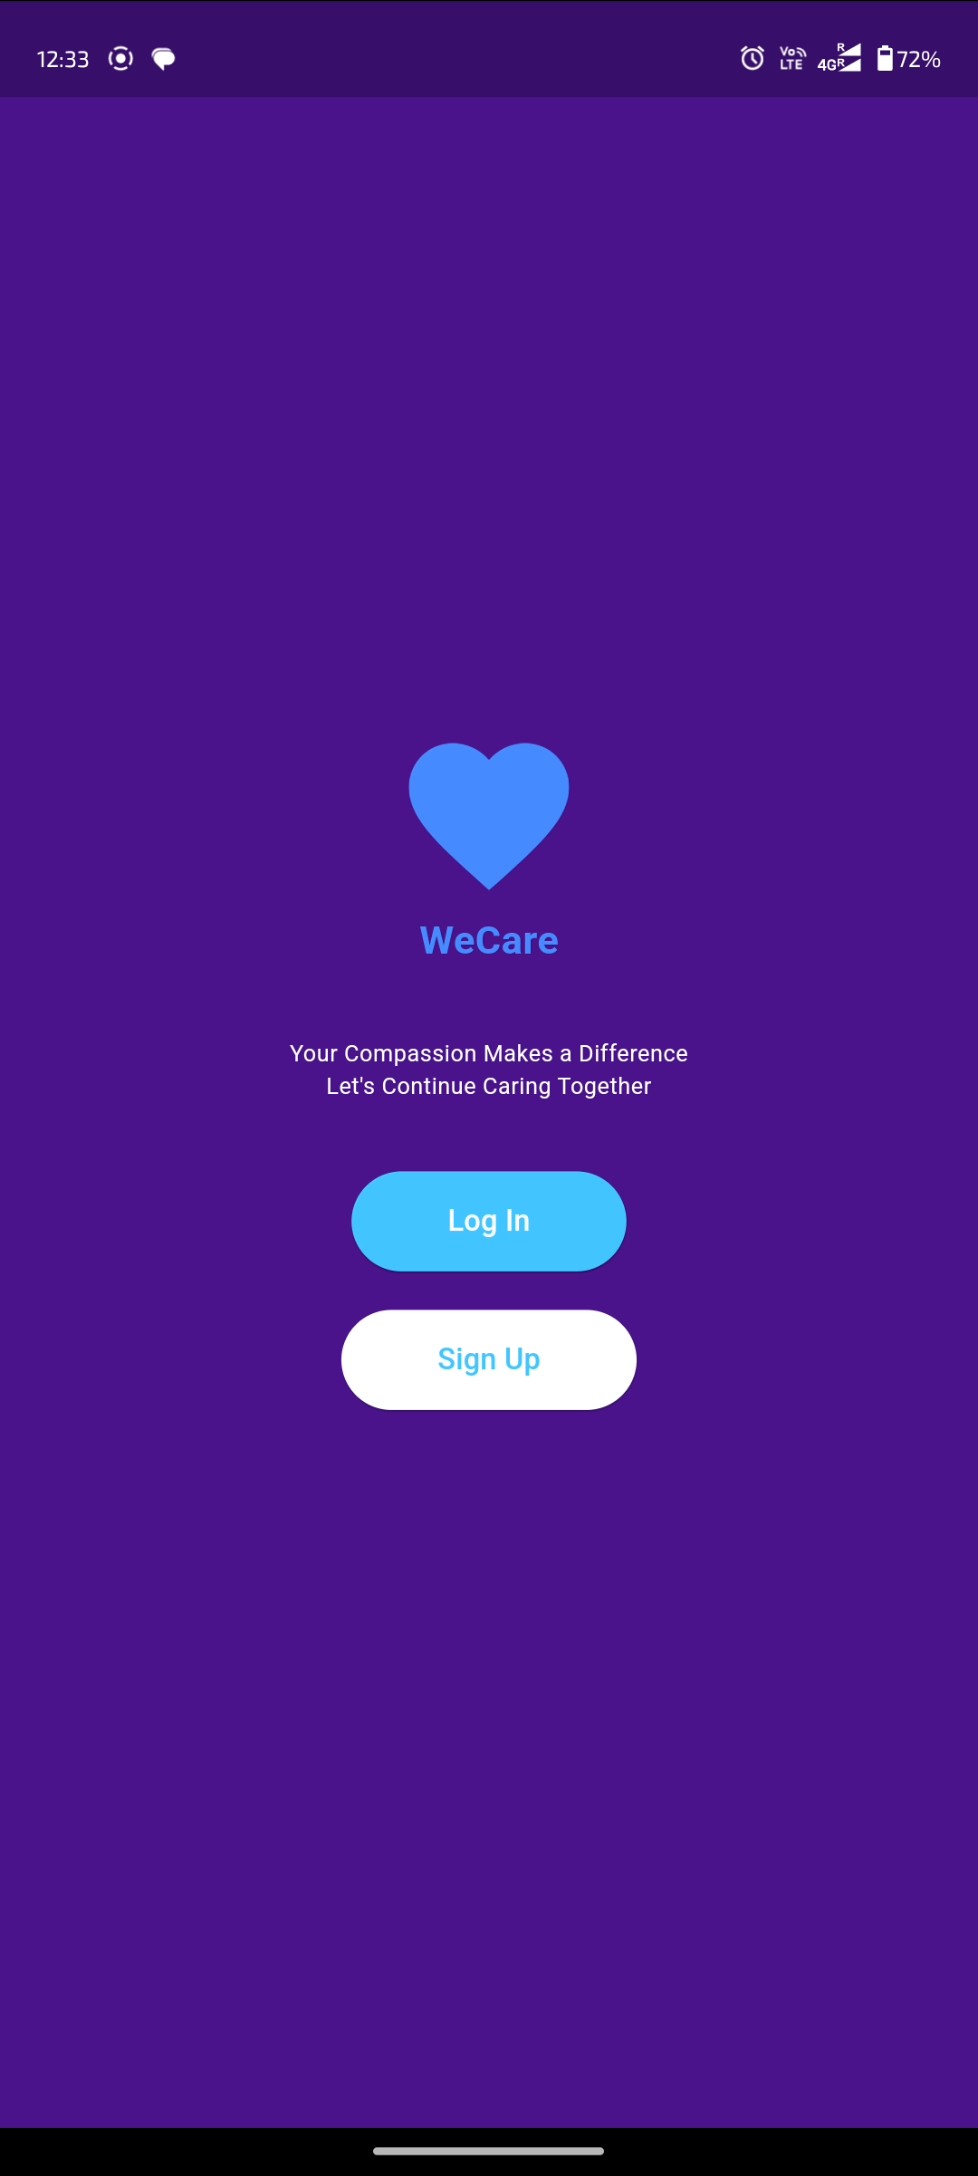 12:33 Vo LTE 4G R R 72%
WeCare
Your Compassion Makes a Difference
Let's Continue Caring Together
Log In
Sign Up